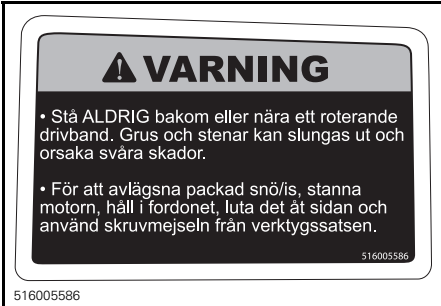 VARNING
• Stå ALDRIG bakom eller nära ett roterande
drivband. Grus och stenar kan slungas ut och
orsaka svåra skador.
• För att avlägsna packad snö/is, stanna
motorn, håll i fordonet, luta det åt sidan och
använd skruvmejseln från verktygssatsen.
516005586
516005586